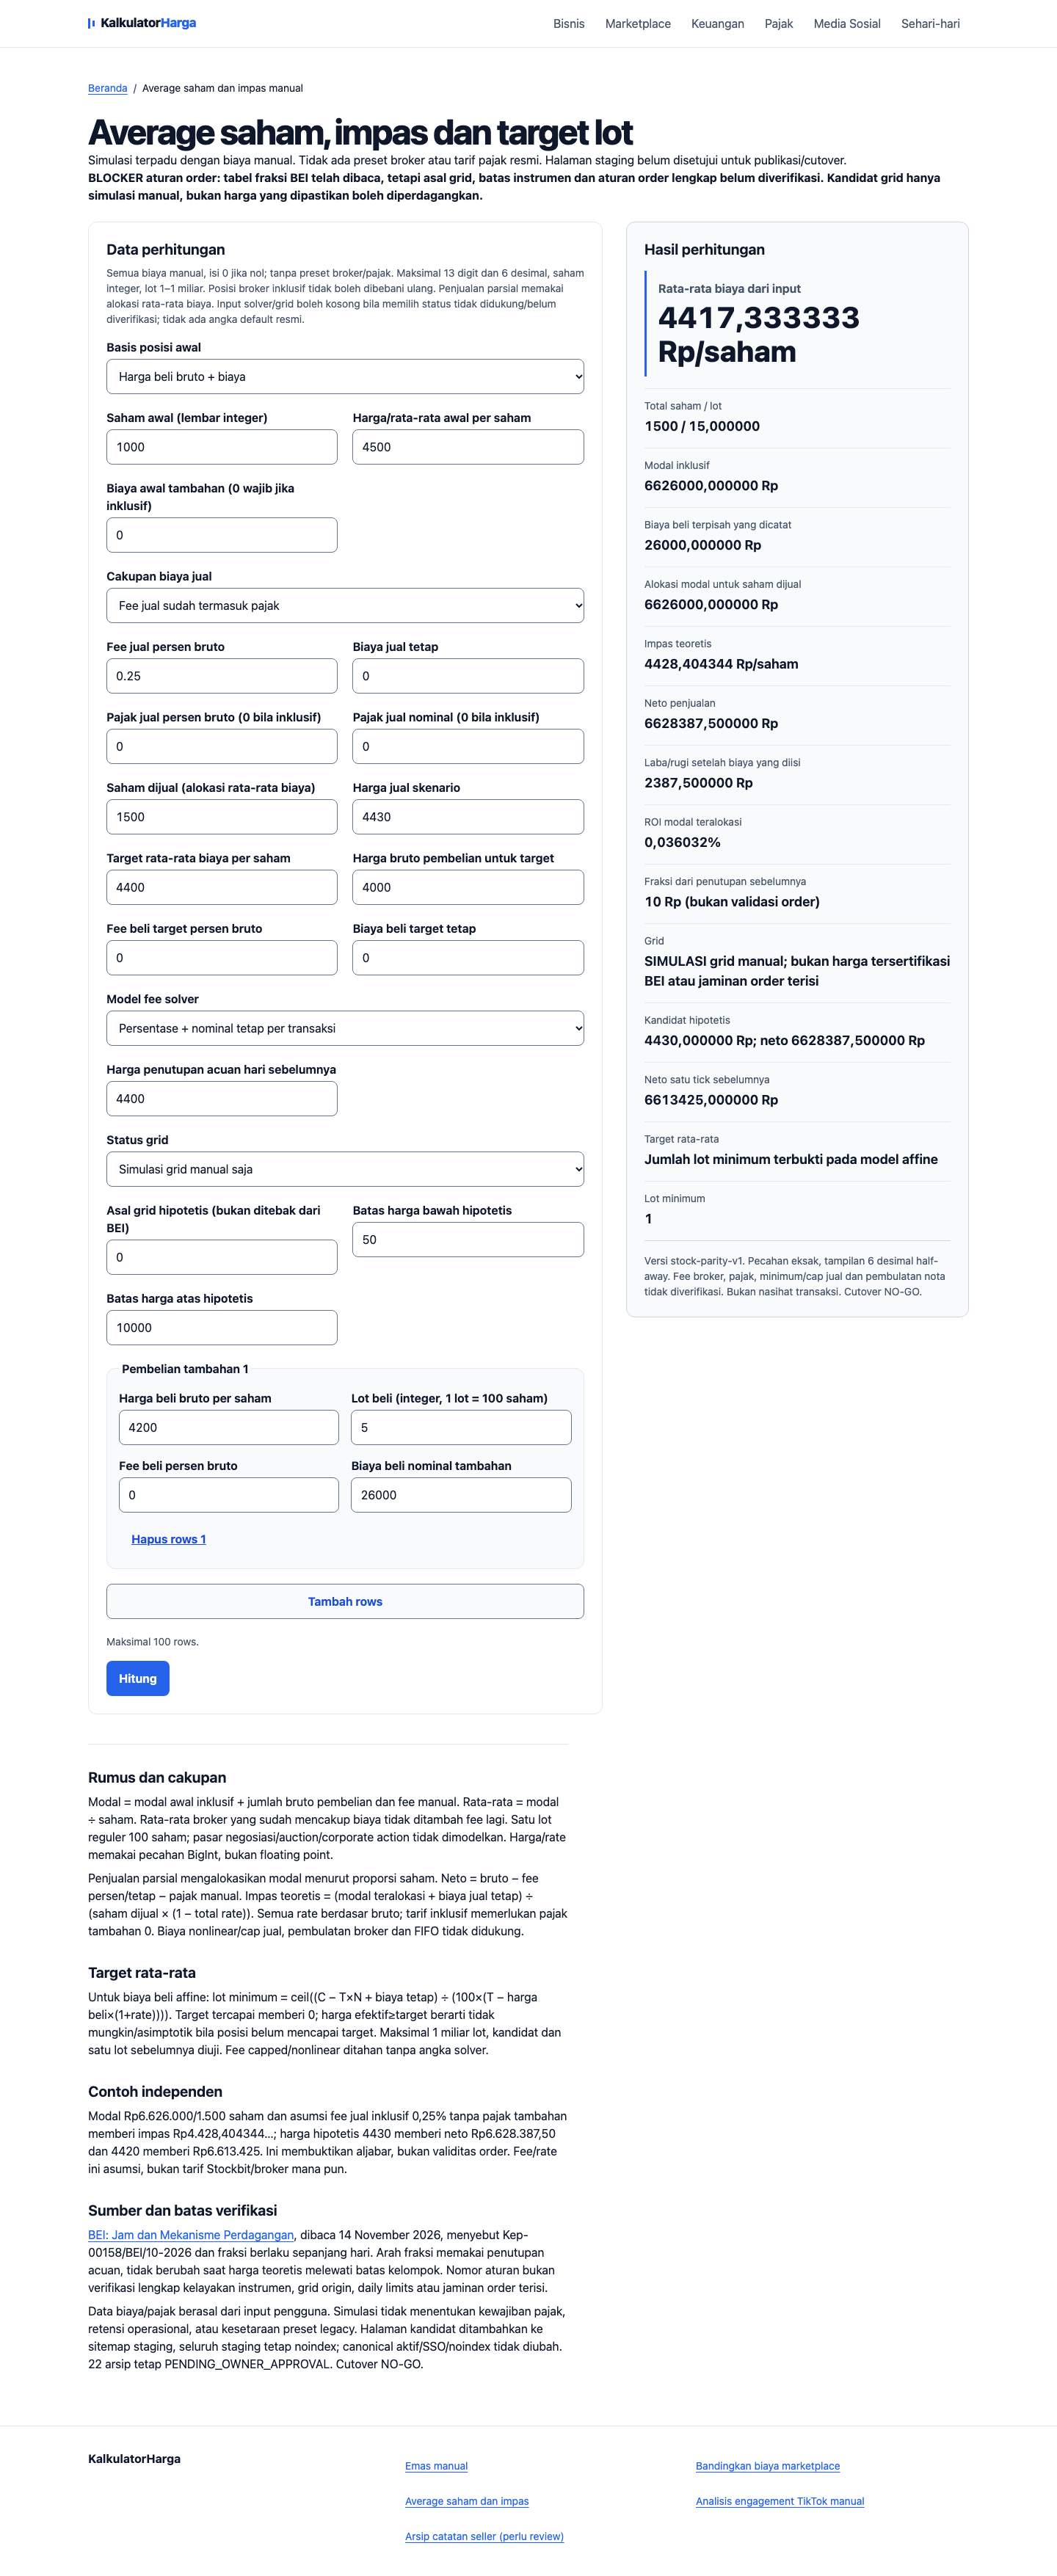 KalkulatorHarga
Bisnis Marketplace Keuangan Pajak Media Sosial Sehari-hari
Beranda / Average saham dan impas manual
Average saham, impas dan target lot
Simulasi terpadu dengan biaya manual. Tidak ada preset broker atau tarif pajak resmi. Halaman staging belum disetujui untuk publikasi/cutover.
BLOCKER aturan order: tabel fraksi BEI telah dibaca, tetapi asal grid, batas instrumen dan aturan order lengkap belum diverifikasi. Kandidat grid hanya
simulasi manual, bukan harga yang dipastikan boleh diperdagangkan.
Data perhitungan
Semua biaya manual, isi 0 jika nol; tanpa preset broker/pajak. Maksimal 13 digit dan 6 desimal, saham
integer, lot 1–1 miliar. Posisi broker inklusif tidak boleh dibebani ulang. Penjualan parsial memakai
alokasi rata-rata biaya. Input solver/grid boleh kosong bila memilih status tidak didukung/belum
diverifikasi; tidak ada angka default resmi.
Basis posisi awal
Harga beli bruto + biaya
Saham awal (lembar integer)
1000
Harga/rata-rata awal per saham
4500
Biaya awal tambahan (0 wajib jika
inklusif)
0
Cakupan biaya jual
Fee jual sudah termasuk pajak
Fee jual persen bruto
0.25
Biaya jual tetap
0
Pajak jual persen bruto (0 bila inklusif)
0
Pajak jual nominal (0 bila inklusif)
0
Saham dijual (alokasi rata-rata biaya)
1500
Harga jual skenario
4430
Target rata-rata biaya per saham
4400
Harga bruto pembelian untuk target
4000
Fee beli target persen bruto
0
Biaya beli target tetap
0
Model fee solver
Persentase + nominal tetap per transaksi
Harga penutupan acuan hari sebelumnya
4400
Status grid
Simulasi grid manual saja
Asal grid hipotetis (bukan ditebak dari
BEI)
0
Batas harga bawah hipotetis
50
Batas harga atas hipotetis
10000
Pembelian tambahan 1
Harga beli bruto per saham
4200
Lot beli (integer, 1 lot = 100 saham)
5
Fee beli persen bruto
0
Biaya beli nominal tambahan
26000
Hapus rows 1
Tambah rows
Maksimal 100 rows.
Hitung
Hasil perhitungan
Rata-rata biaya dari input
4417,333333
Rp/saham
Total saham / lot
1500 / 15,000000
Modal inklusif
6626000,000000 Rp
Biaya beli terpisah yang dicatat
26000,000000 Rp
Alokasi modal untuk saham dijual
6626000,000000 Rp
Impas teoretis
4428,404344 Rp/saham
Neto penjualan
6628387,500000 Rp
Laba/rugi setelah biaya yang diisi
2387,500000 Rp
ROI modal teralokasi
0,036032%
Fraksi dari penutupan sebelumnya
10 Rp (bukan validasi order)
Grid
SIMULASI grid manual; bukan harga tersertifikasi
BEI atau jaminan order terisi
Kandidat hipotetis
4430,000000 Rp; neto 6628387,500000 Rp
Neto satu tick sebelumnya
6613425,000000 Rp
Target rata-rata
Jumlah lot minimum terbukti pada model affine
Lot minimum
1
Versi stock-parity-v1. Pecahan eksak, tampilan 6 desimal half-
away. Fee broker, pajak, minimum/cap jual dan pembulatan nota
tidak diverifikasi. Bukan nasihat transaksi. Cutover NO-GO.
Rumus dan cakupan
Modal = modal awal inklusif + jumlah bruto pembelian dan fee manual. Rata-rata = modal
÷ saham. Rata-rata broker yang sudah mencakup biaya tidak ditambah fee lagi. Satu lot
reguler 100 saham; pasar negosiasi/auction/corporate action tidak dimodelkan. Harga/rate
memakai pecahan BigInt, bukan floating point.
Penjualan parsial mengalokasikan modal menurut proporsi saham. Neto = bruto − fee
persen/tetap − pajak manual. Impas teoretis = (modal teralokasi + biaya jual tetap) ÷
(saham dijual × (1 − total rate)). Semua rate berdasar bruto; tarif inklusif memerlukan pajak
tambahan 0. Biaya nonlinear/cap jual, pembulatan broker dan FIFO tidak didukung.
Target rata-rata
Untuk biaya beli affine: lot minimum = ceil((C − T×N + biaya tetap) ÷ (100×(T − harga
beli×(1+rate)))). Target tercapai memberi 0; harga efektif≥target berarti tidak
mungkin/asimptotik bila posisi belum mencapai target. Maksimal 1 miliar lot, kandidat dan
satu lot sebelumnya diuji. Fee capped/nonlinear ditahan tanpa angka solver.
Contoh independen
Modal Rp6.626.000/1.500 saham dan asumsi fee jual inklusif 0,25% tanpa pajak tambahan
memberi impas Rp4.428,404344…; harga hipotetis 4430 memberi neto Rp6.628.387,50
dan 4420 memberi Rp6.613.425. Ini membuktikan aljabar, bukan validitas order. Fee/rate
ini asumsi, bukan tarif Stockbit/broker mana pun.
Sumber dan batas verifikasi
BEI: Jam dan Mekanisme Perdagangan, dibaca 14 November 2026, menyebut Kep-
00158/BEI/10-2026 dan fraksi berlaku sepanjang hari. Arah fraksi memakai penutupan
acuan, tidak berubah saat harga teoretis melewati batas kelompok. Nomor aturan bukan
verifikasi lengkap kelayakan instrumen, grid origin, daily limits atau jaminan order terisi.
Data biaya/pajak berasal dari input pengguna. Simulasi tidak menentukan kewajiban pajak,
retensi operasional, atau kesetaraan preset legacy. Halaman kandidat ditambahkan ke
sitemap staging, seluruh staging tetap noindex; canonical aktif/SSO/noindex tidak diubah.
22 arsip tetap PENDING_OWNER_APPROVAL. Cutover NO-GO.
KalkulatorHarga
Emas manual
Bandingkan biaya marketplace
Average saham dan impas
Analisis engagement TikTok manual
Arsip catatan seller (perlu review)